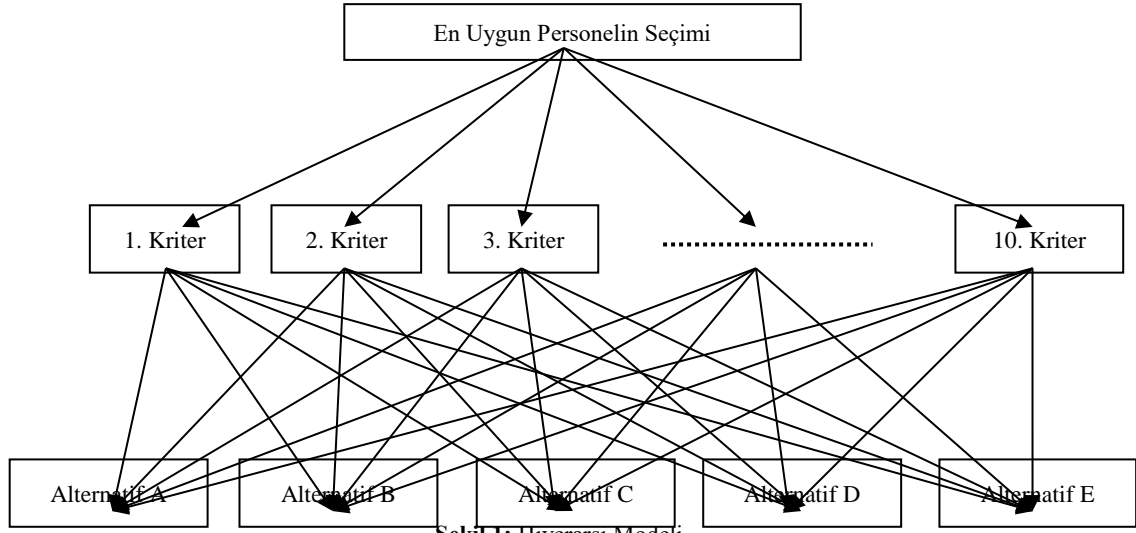 En Uygun Personelin Seçimi
1. Kriter
2. Kriter
3. Kriter
10. Kriter
Alternatif A
Alternatif B
Alternatif C
Alternatif D
Alternatif E
Modeli